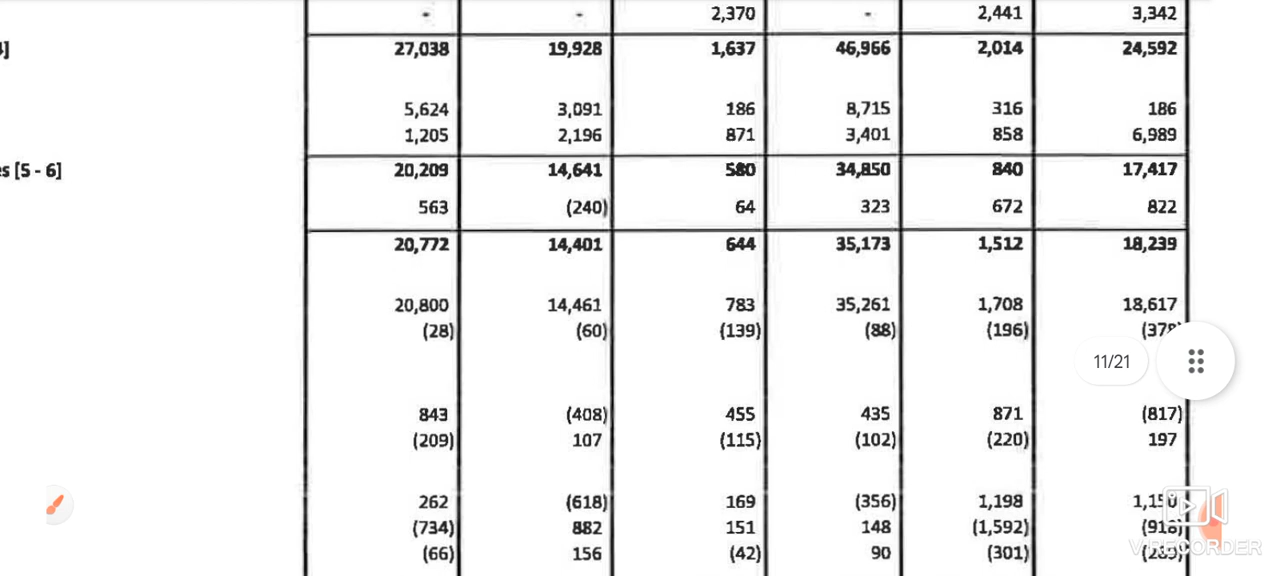 - - 2,370 - 2,441 3,342
4] 27,038 19,928 1,637 46,966 2,014 24,592
5,624 3,091 186 8,715 316 186
1,205 2,196 871 3,401 858 6,989
es [5 - 6] 20,209 14,641 580 34,850 840 17,417
563 (240) 64 323 672 822
20,772 14,401 644 35,173 1,512 18,239
20,800 14,461 783 35,261 1,708 18,617
(28) (60) (139) (88) (196)
11/21
843 (408) 455 435 871 (817)
(209) 107 (115) (102) (220) 197
262 (618) 169 (356) 1,198
(734) 882 151 148 (1,592)
(66) 156 (42) 90 (301)
V RECORDER